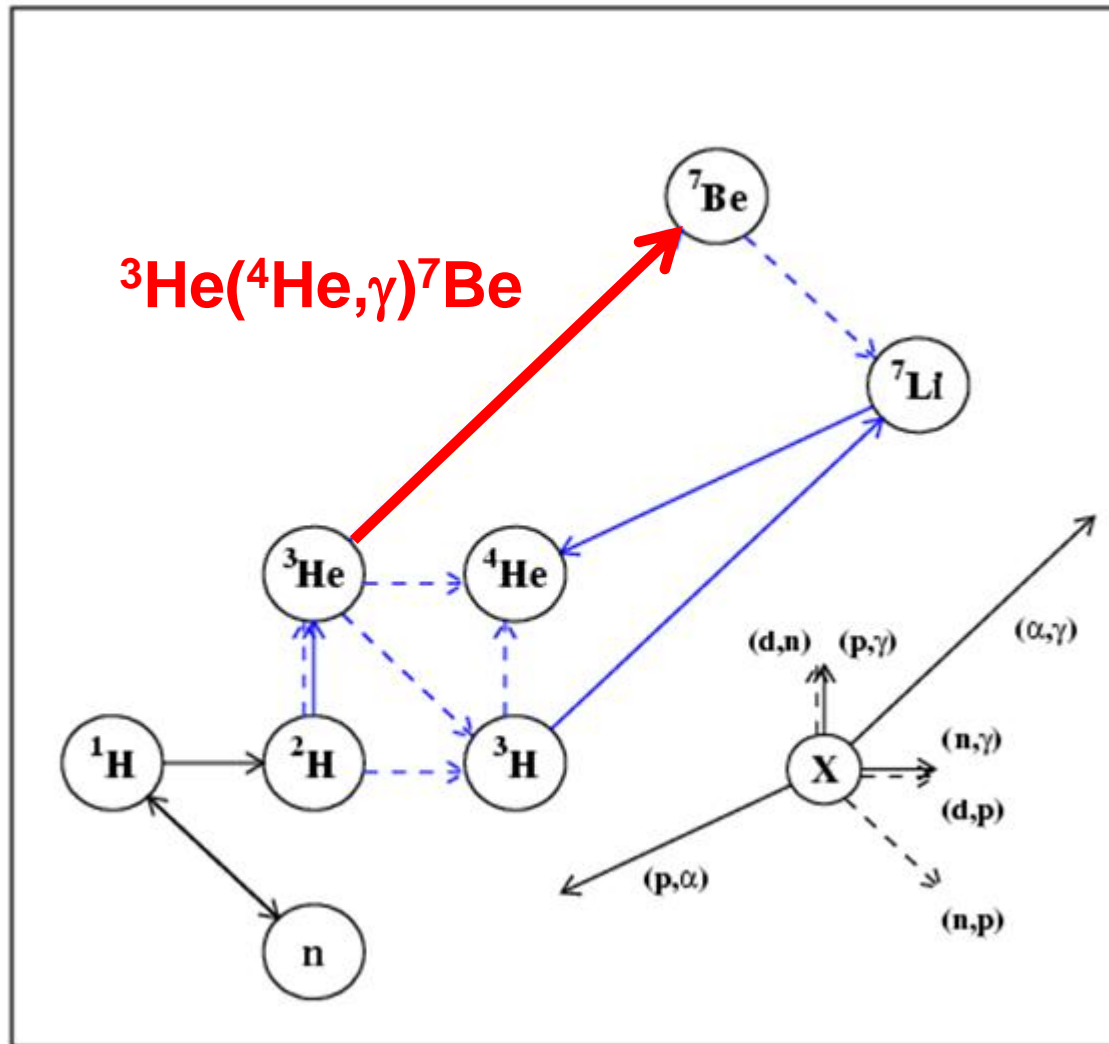 ⁷Be
³He(⁴He,γ)⁷Be
⁷Li
³He
⁴He
(α,γ)
(d,n) (p,γ)
¹H
²H
³H
X
(n,γ)
(d,p)
(p,α)
(n,p)
n